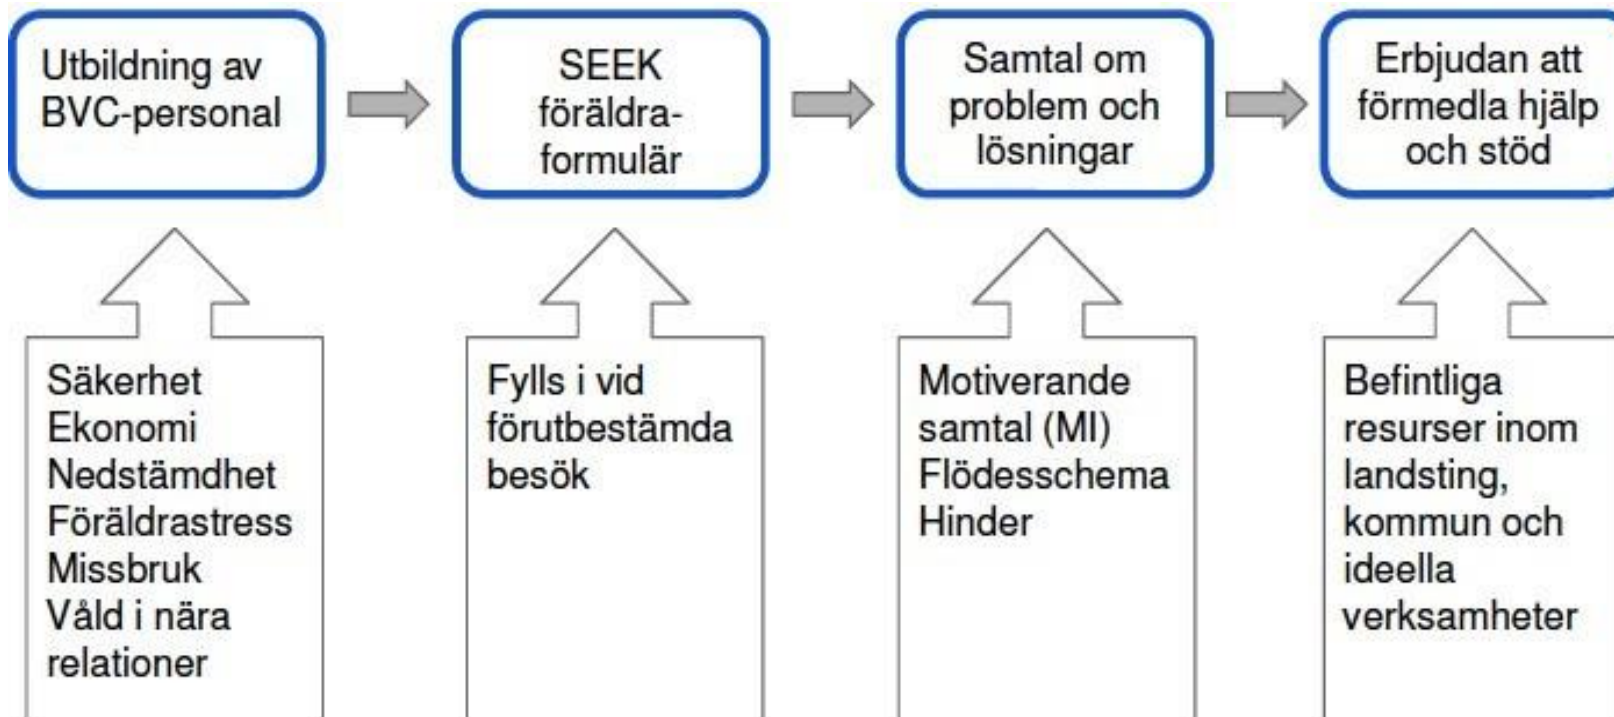 Utbildning av
BVC-personal
SEEK
föräldra-
formulär
Samtal om
problem och
lösningar
Erbjudan att
förmedla hjälp
och stöd
Säkerhet
Ekonomi
Nedstämdhet
Föräldrastress
Missbruk
Våld i nära
relationer
Fylls i vid
förutbestämda
besök
Motiverande
samtal (MI)
Flödesschema
Hinder
Befintliga
resurser inom
landsting,
kommun och
ideella
verksamheter